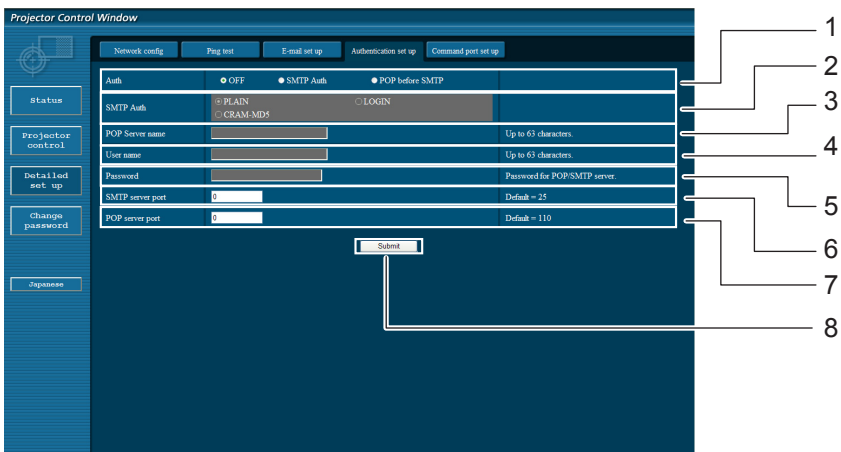 Projector Control Window
Network config Ping test E-mail set up Authentication set up Command port set up
Auth OFF SMTP Auth POP before SMTP
SMTP Auth PLAIN LOGIN
CRAM-MD5
POP Server name Up to 63 characters.
User name Up to 63 characters.
Password Password for POP/SMTP server.
SMTP server port 0 Default = 25
POP server port 0 Default = 110
Submit
Status
Projector
control
Detailed
set up
Change
password
Japanese
1
2
3
4
5
6
7
8